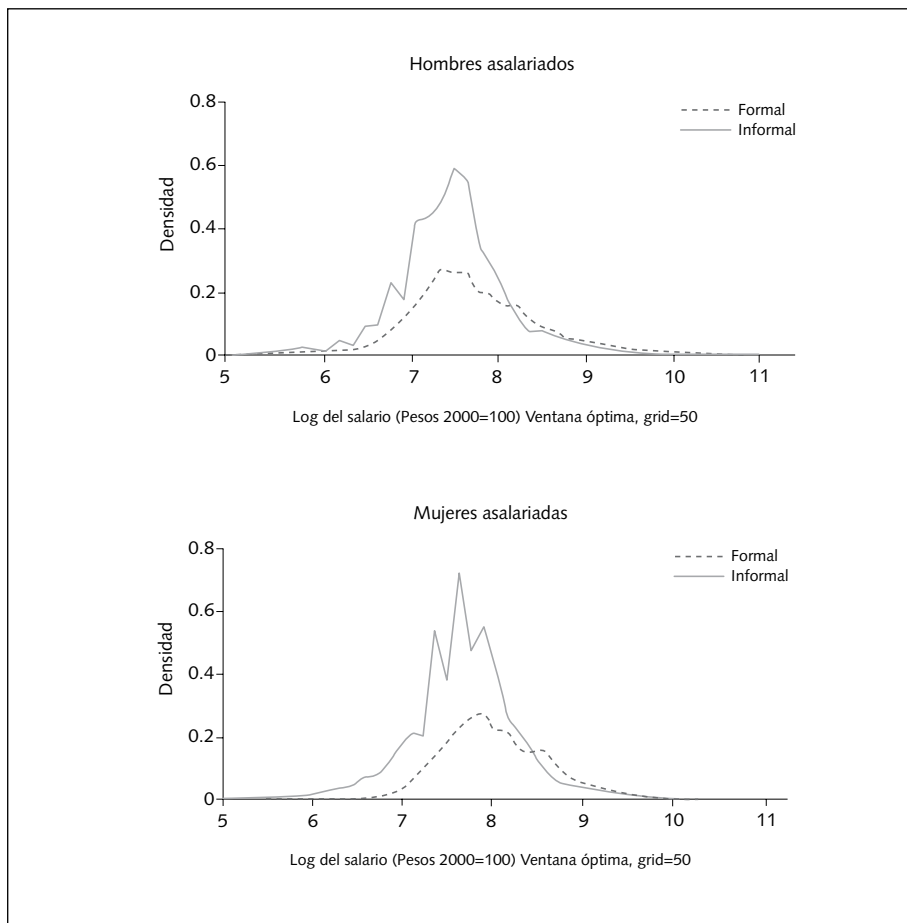 Hombres asalariados
0.8
0.6
0.4
0.2
0
Densidad
Formal
Informal
5 6 7 8 9 10 11
Log del salario (Pesos 2000=100) Ventana óptima, grid=50
Mujeres asalariadas
0.8
0.6
0.4
0.2
0
Densidad
Formal
Informal
5 6 7 8 9 10 11
Log del salario (Pesos 2000=100) Ventana óptima, grid=50